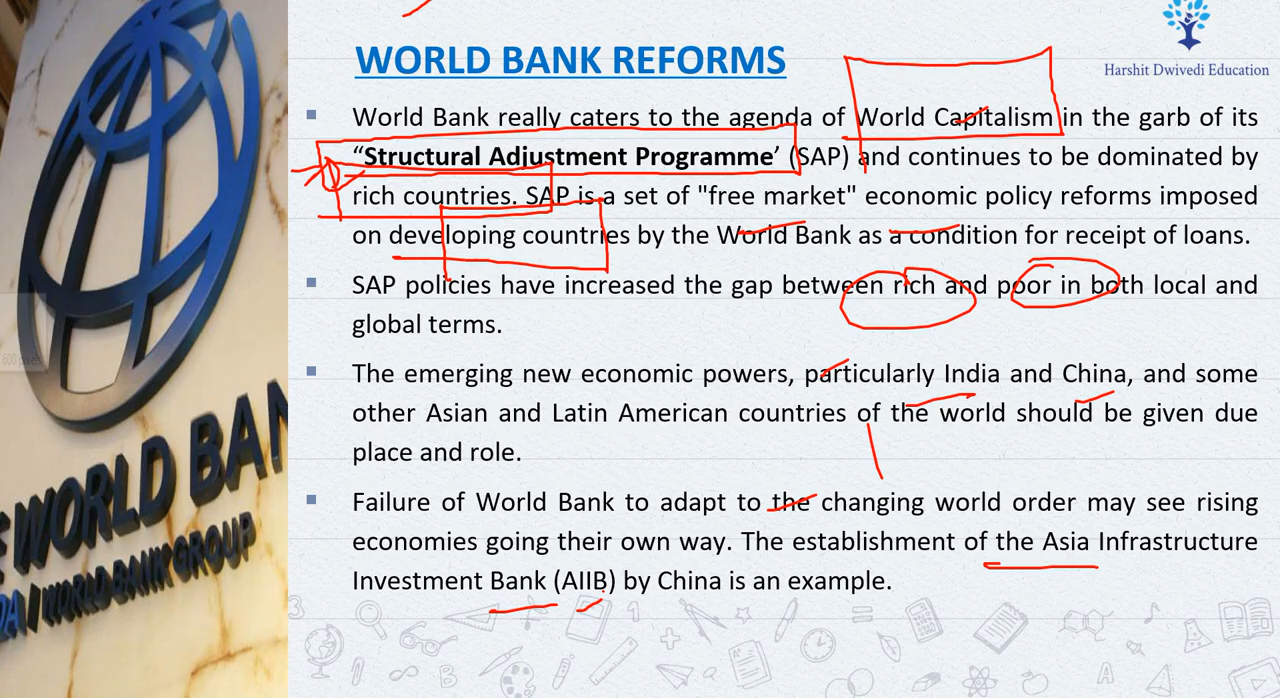 WORLD BANK REFORMS
Harshit Dwivedi Education
World Bank really caters to the agenda of World Capitalism in the garb of its
“Structural Adjustment Programme’ (SAP) and continues to be dominated by
rich countries. SAP is a set of "free market" economic policy reforms imposed
on developing countries by the World Bank as a condition for receipt of loans.
SAP policies have increased the gap between rich and poor in both local and
global terms.
The emerging new economic powers, particularly India and China, and some
other Asian and Latin American countries of the world should be given due
place and role.
Failure of World Bank to adapt to the changing world order may see rising
economies going their own way. The establishment of the Asia Infrastructure
Investment Bank (AIIB) by China is an example.
WORLD BAN
WORLD BANK GROUP